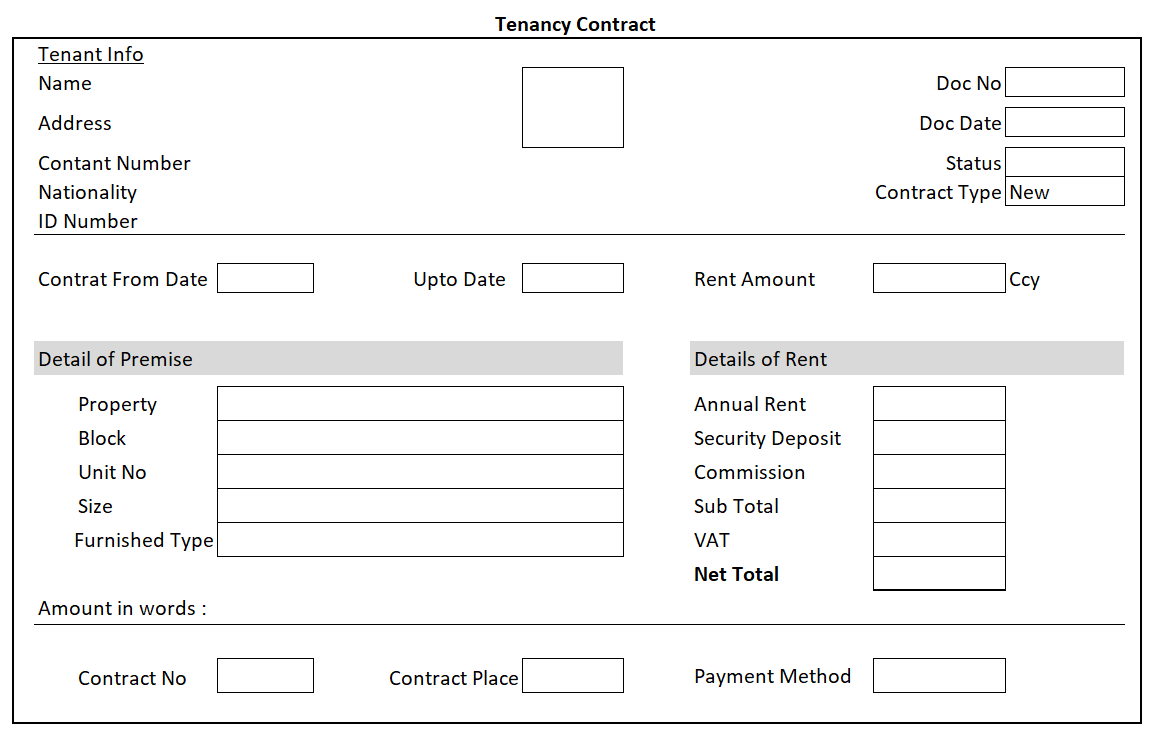 Tenancy Contract
Tenant Info
Name Doc No
Address Doc Date
Contant Number Status
Nationality Contract Type New
ID Number
Contrat From Date Upto Date Rent Amount Ccy
Detail of Premise Details of Rent
Property Annual Rent
Block Security Deposit
Unit No Commission
Size Sub Total
Furnished Type VAT
Net Total
Amount in words :
Contract No Contract Place Payment Method